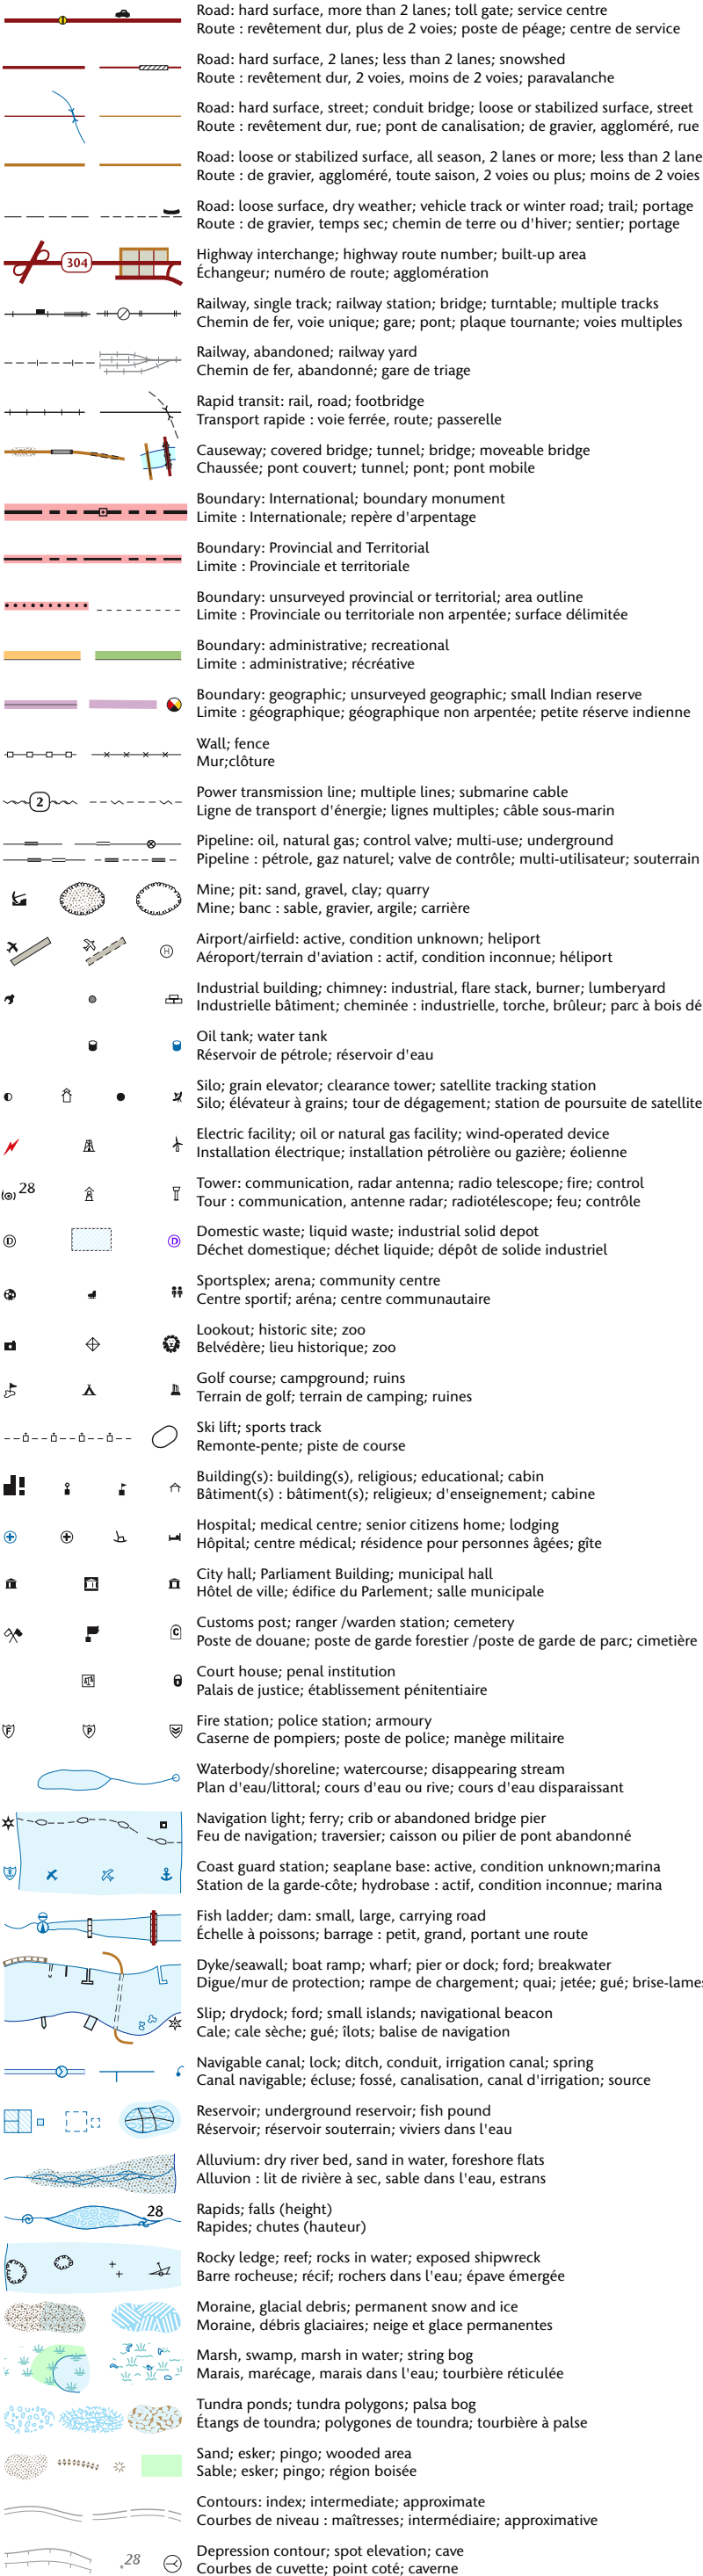 Road: hard surface, more than 2 lanes; toll gate; service centre
Route : revêtement dur, plus de 2 voies; poste de péage; centre de service
Road: hard surface, 2 lanes; less than 2 lanes; snowshed
Route : revêtement dur, 2 voies, moins de 2 voies; paravalanche
Road: hard surface, street; conduit bridge; loose or stabilized surface, street
Route : revêtement dur, rue; pont de canalisation; de gravier, aggloméré, rue
Road: loose or stabilized surface, all season, 2 lanes or more; less than 2 lane
Route : de gravier, aggloméré, toute saison, 2 voies ou plus; moins de 2 voies
Road: loose surface, dry weather; vehicle track or winter road; trail; portage
Route : de gravier, temps sec; chemin de terre ou d'hiver; sentier; portage
304
Highway interchange; highway route number; built-up area
Échangeur; numéro de route; agglomération
Railway, single track; railway station; bridge; turntable; multiple tracks
Chemin de fer, voie unique; gare; pont; plaque tournante; voies multiples
Railway, abandoned; railway yard
Chemin de fer, abandonné; gare de triage
Rapid transit: rail, road; footbridge
Transport rapide : voie ferrée, route; passerelle
Causeway; covered bridge; tunnel; bridge; moveable bridge
Chaussée; pont couvert; tunnel; pont; pont mobile
Boundary: International; boundary monument
Limite : Internationale; repère d'arpentage
Boundary: Provincial and Territorial
Limite : Provinciale et territoriale
Boundary: unsurveyed provincial or territorial; area outline
Limite : Provinciale ou territoriale non arpentée; surface délimitée
Boundary: administrative; recreational
Limite : administrative; récréative
Boundary: geographic; unsurveyed geographic; small Indian reserve
Limite : géographique; géographique non arpentée; petite réserve indienne
Wall; fence
Mur;clôture
2
Power transmission line; multiple lines; submarine cable
Ligne de transport d'énergie; lignes multiples; câble sous-marin
Pipeline: oil, natural gas; control valve; multi-use; underground
Pipeline : pétrole, gaz naturel; valve de contrôle; multi-utilisateur; souterrain
Mine; pit: sand, gravel, clay; quarry
Mine; banc : sable, gravier, argile; carrière
H
Airport/airfield: active, condition unknown; heliport
Aéroport/terrain d'aviation : actif, condition inconnue; héliport
Industrial building; chimney: industrial, flare stack, burner; lumberyard
Industrielle bâtiment; cheminée : industrielle, torche, brûleur; parc à bois dé
Oil tank; water tank
Réservoir de pétrole; réservoir d'eau
Silo; grain elevator; clearance tower; satellite tracking station
Silo; élévateur à grains; tour de dégagement; station de poursuite de satellite
Electric facility; oil or natural gas facility; wind-operated device
Installation électrique; installation pétrolière ou gazière; éolienne
28
Tower: communication, radar antenna; radio telescope; fire; control
Tour : communication, antenne radar; radiotélescope; feu; contrôle
D
D
Domestic waste; liquid waste; industrial solid depot
Déchet domestique; déchet liquide; dépôt de solide industriel
Sportsplex; arena; community centre
Centre sportif; aréna; centre communautaire
Lookout; historic site; zoo
Belvédère; lieu historique; zoo
Golf course; campground; ruins
Terrain de golf; terrain de camping; ruines
Ski lift; sports track
Remonte-pente; piste de course
Building(s): building(s), religious; educational; cabin
Bâtiment(s) : bâtiment(s); religieux; d'enseignement; cabine
Hospital; medical centre; senior citizens home; lodging
Hôpital; centre médical; résidence pour personnes âgées; gîte
City hall; Parliament Building; municipal hall
Hôtel de ville; édifice du Parlement; salle municipale
C
Customs post; ranger /warden station; cemetery
Poste de douane; poste de garde forestier /poste de garde de parc; cimetière
Court house; penal institution
Palais de justice; établissement pénitentiaire
F
P
Fire station; police station; armoury
Caserne de pompiers; poste de police; manège militaire
Waterbody/shoreline; watercourse; disappearing stream
Plan d'eau/littoral; cours d'eau ou rive; cours d'eau disparaissant
Navigation light; ferry; crib or abandoned bridge pier
Feu de navigation; traversier; caisson ou pilier de pont abandonné
Coast guard station; seaplane base: active, condition unknown;marina
Station de la garde-côte; hydrobase : actif, condition inconnue; marina
Fish ladder; dam: small, large, carrying road
Échelle à poissons; barrage : petit, grand, portant une route
Dyke/seawall; boat ramp; wharf; pier or dock; ford; breakwater
Digue/mur de protection; rampe de chargement; quai; jetée; gué; brise-lames
Slip; drydock; ford; small islands; navigational beacon
Cale; cale sèche; gué; îlots; balise de navigation
Navigable canal; lock; ditch, conduit, irrigation canal; spring
Canal navigable; écluse; fossé, canalisation, canal d'irrigation; source
Reservoir; underground reservoir; fish pound
Réservoir; réservoir souterrain; viviers dans l'eau
Alluvium: dry river bed, sand in water, foreshore flats
Alluvion : lit de rivière à sec, sable dans l'eau, estrans
28
Rapids; falls (height)
Rapides; chutes (hauteur)
Rocky ledge; reef; rocks in water; exposed shipwreck
Barre rocheuse; récif; rochers dans l'eau; épave émergée
Moraine, glacial debris; permanent snow and ice
Moraine, débris glaciaires; neige et glace permanentes
Marsh, swamp, marsh in water; string bog
Marais, marécage, marais dans l'eau; tourbière réticulée
Tundra ponds; tundra polygons; palsa bog
Étangs de toundra; polygones de toundra; tourbière à palse
Sand; esker; pingo; wooded area
Sable; esker; pingo; région boisée
Contours: index; intermediate; approximate
Courbes de niveau : maîtresses; intermédiaire; approximative
.28
Depression contour; spot elevation; cave
Courbes de cuvette; point coté; caverne